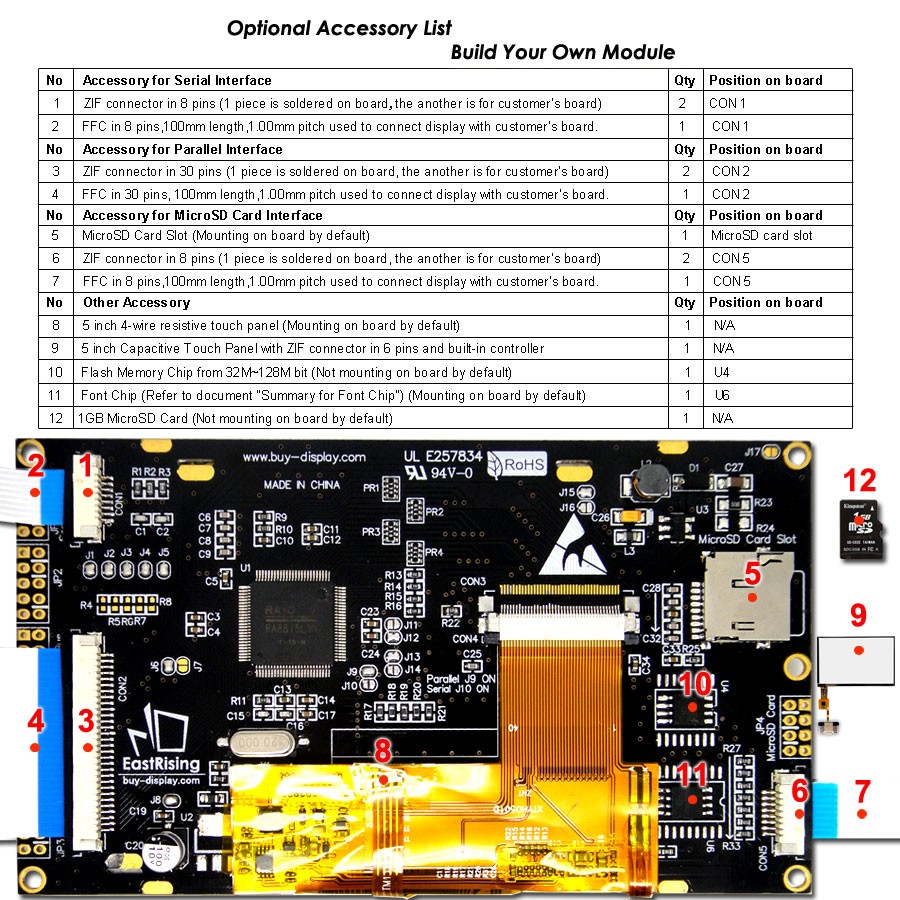 Optional Accessory List
Build Your Own Module
No Accessory for Serial Interface Qty Position on board
1 ZIF connector in 8 pins (1 piece is soldered on board, the another is for customer's board) 2 CON 1
2 FFC in 8 pins,100mm length,1.00mm pitch used to connect display with customer's board. 1 CON 1
No Accessory for Parallel Interface Qty Position on board
3 ZIF connector in 30 pins (1 piece is soldered on board, the another is for customer's board) 2 CON 2
4 FFC in 30 pins, 100mm length,1.00mm pitch used to connect display with customer's board. 1 CON 2
No Accessory for MicroSD Card Interface Qty Position on board
5 MicroSD Card Slot (Mounting on board by default) 1 MicroSD card slot
6 ZIF connector in 8 pins (1 piece is soldered on board, the another is for customer's board) 2 CON 5
7 FFC in 8 pins,100mm length,1.00mm pitch used to connect display with customer's board. 1 CON 5
No Other Accessory Qty Position on board
8 5 inch 4-wire resistive touch panel (Mounting on board by default) 1 N/A
9 5 inch Capacitive Touch Panel with ZIF connector in 6 pins and built-in controller 1 N/A
10 Flash Memory Chip from 32M~128M bit (Not mounting on board by default) 1 U4
11 Font Chip (Refer to document "Summary for Font Chip") (Mounting on board by default) 1 U6
12 1GB MicroSD Card (Not mounting on board by default) 1 N/A
www.buy-display.com
UL E257834
94V-0
RoHS
MADE IN CHINA
J17
2
1
R1 R2 R3
CON1
C1 C2
PR1
PR2
PR3
PR4
J15
J16
C26
L3
D1
C27
U3
R23
R24
MicroSD Card Slot
12
Kingston
1GB
micro
5
C6
C7
C8
C9
R9
R10
C10
C11
C12
J1 J2 J3 J4 J5
JP2
R4
R8
R5 R6 R7
U1
C5
C3
C4
RAiO
R13
R14
R15
R16
CON3
C28
C23
C24
J11
J12
R22
CON4
C32
C33 R25
C34
C25
J13
J14
J9
J10
Parallel J9 ON
Serial J10 ON
J6
J7
CON2
9
10
U4
4
3
R11
C13
C14
C15
C16
C17
R18
R19
R20
R17
R21
JP4
MicroSD Card
R27
EastRising
buy-display.com
8
11
6
7
J8
C19
U2
C20
JP3
XTYH0501D
40
R33
U6
CON5